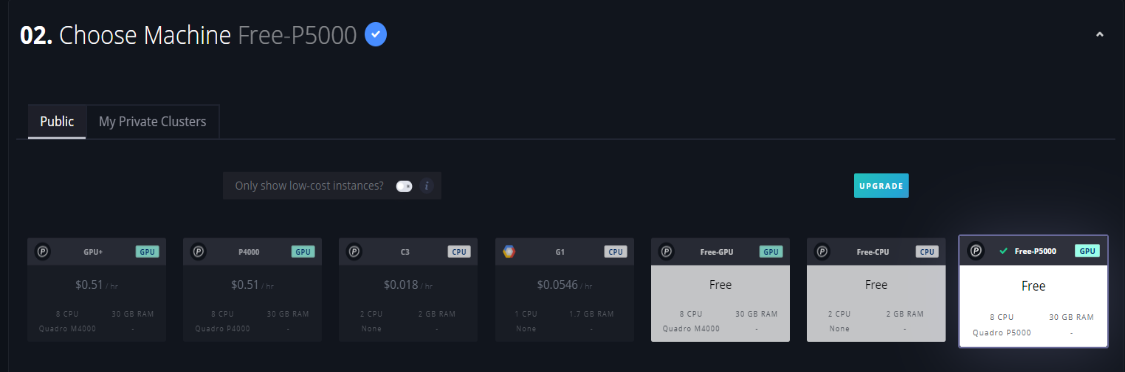 02. Choose Machine Free-P5000
Public My Private Clusters
Only show low-cost instances? i UPGRADE
P GPU+ GPU P P4000 GPU P C3 CPU G1 CPU P Free-GPU GPU P Free-CPU CPU P Free-P5000 GPU
$0.51 / hr $0.51 / hr $0.018 / hr $0.0546 / hr Free Free Free
8 CPU 30 GB RAM 8 CPU 30 GB RAM 2 CPU 2 GB RAM 1 CPU 1.7 GB RAM 8 CPU 30 GB RAM 2 CPU 2 GB RAM 8 CPU 30 GB RAM
Quadro M4000 - Quadro P4000 - None - None - Quadro M4000 - None - Quadro P5000 -